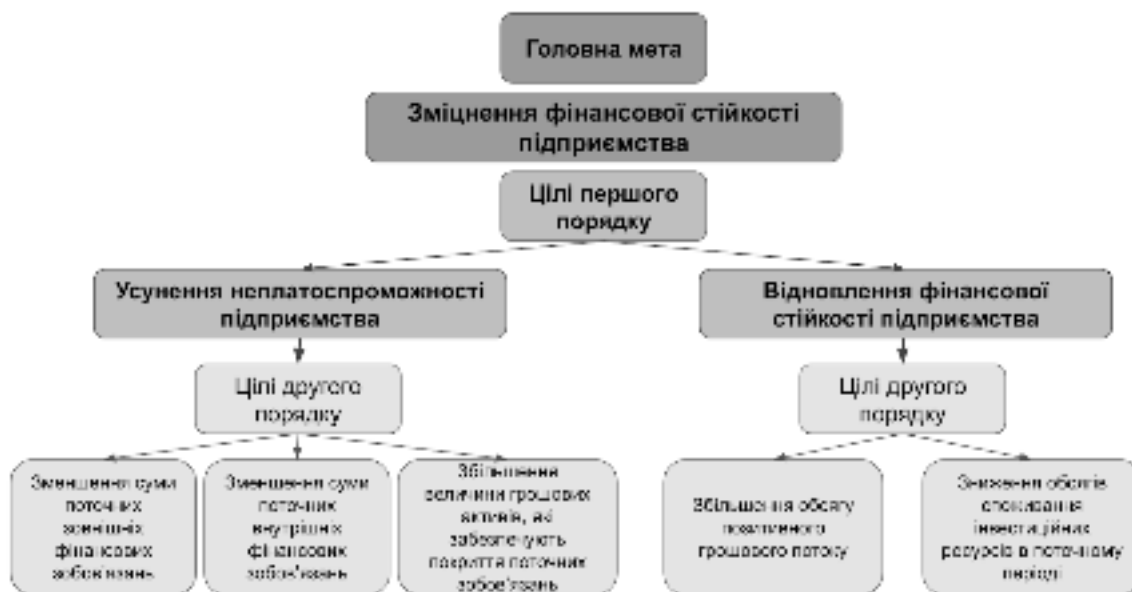 Головна мета
Зміцнення фінансової стійкості
підприємства
Цілі першого
порядку
Усунення неплатоспроможності
підприємства
Відновлення фінансової
стійкості підприємства
Цілі другого
порядку
Цілі другого
порядку
Зменшення суми
поточних
зовнішніх
фінансових
зобов'язань
Зменшення суми
поточних
внутрішніх
фінансових
зобов'язань
Збільшення
величини грошових
активів, які
забезпечують
покриття поточних
зобов'язань
Збільшення обсягу
позитивного
грошового потоку
Зниження обсягів
споживання
інвестиційних
ресурсів в поточному
періоді